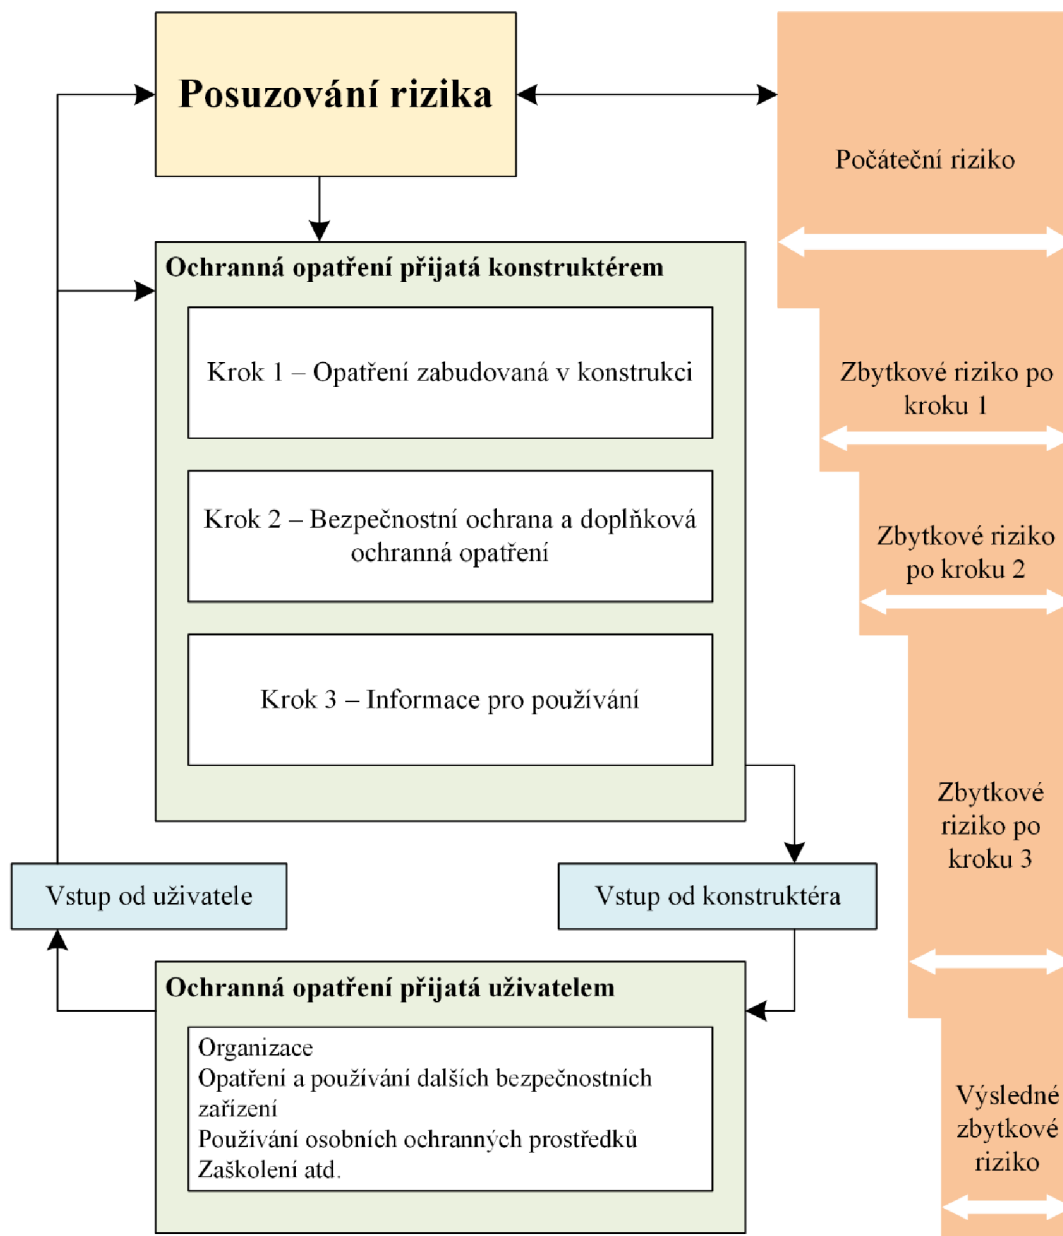 Posuzování rizika
Počáteční riziko
Ochranná opatření přijatá konstruktérem
Krok 1 – Opatření zabudovaná v konstrukci
Zbytkové riziko po
kroku 1
Krok 2 – Bezpečnostní ochrana a doplňková
ochranná opatření
Zbytkové riziko
po kroku 2
Krok 3 – Informace pro používání
Zbytkové
riziko po
kroku 3
Vstup od uživatele
Vstup od konstruktéra
Ochranná opatření přijatá uživatelem
Organizace
Opatření a používání dalších bezpečnostních
zařízení
Používání osobních ochranných prostředků
Zaškolení atd.
Výsledné
zbytkové
riziko